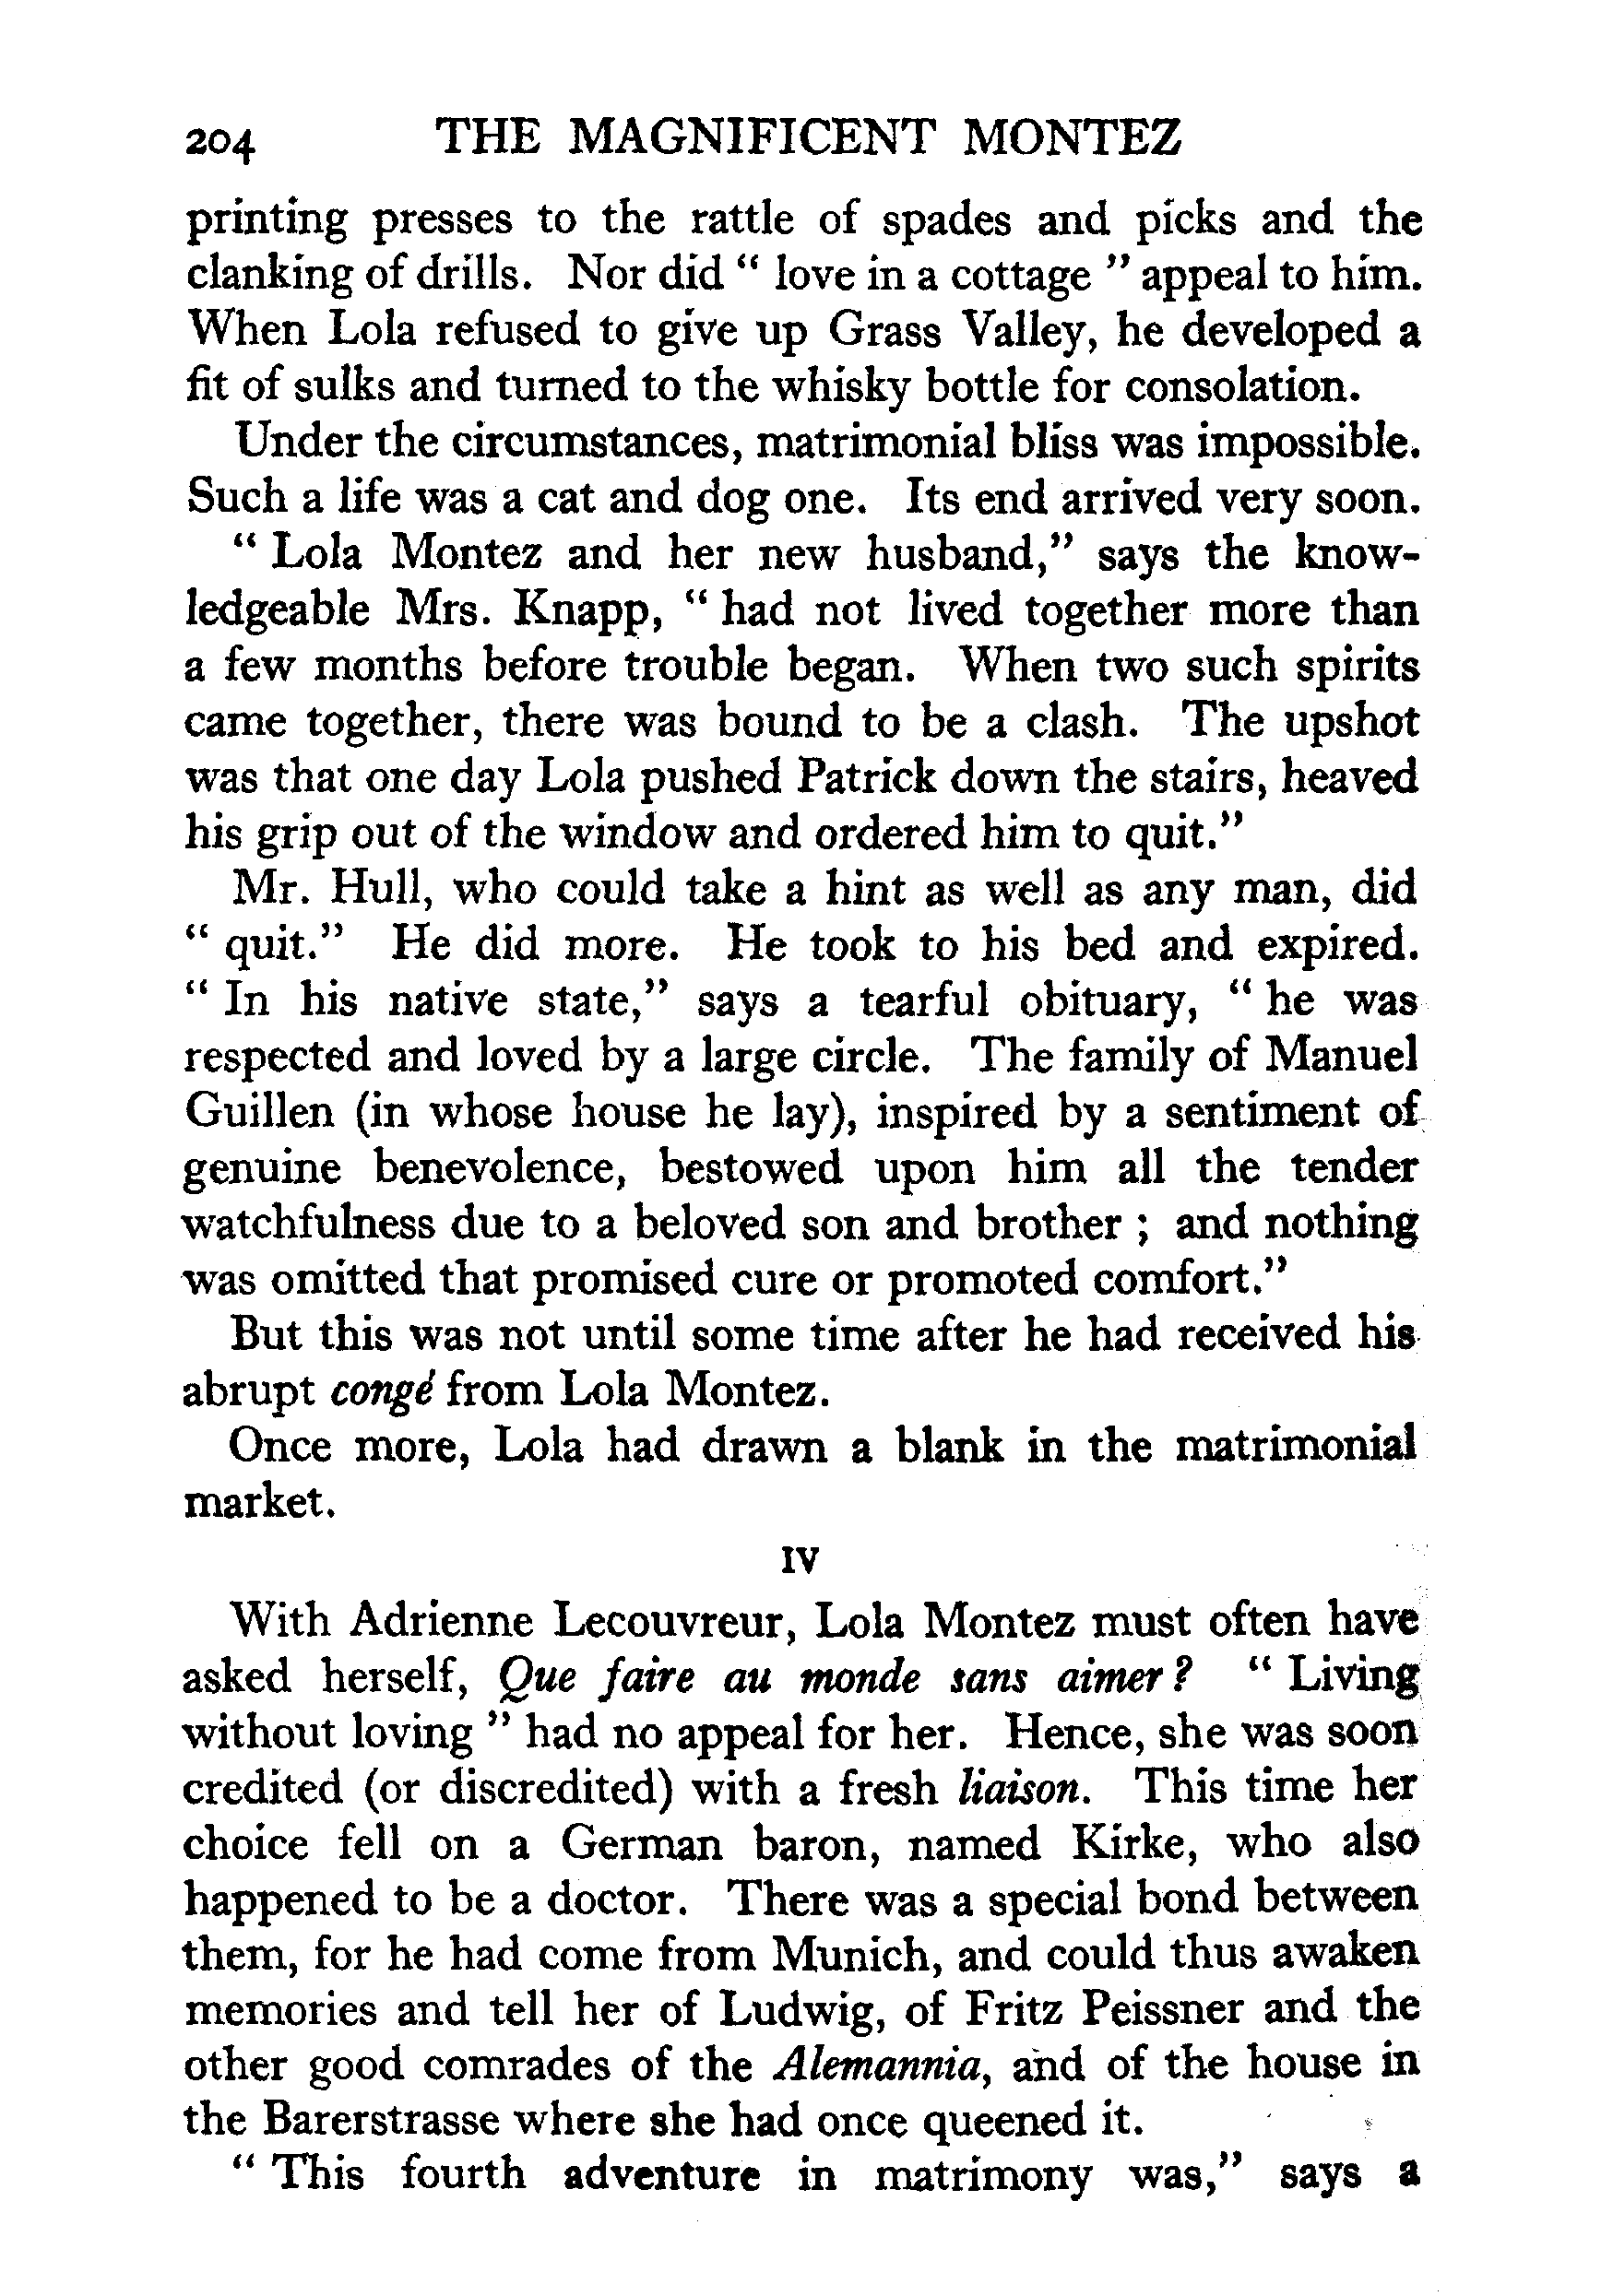 204 THE MAGNIFICENT MONTEZ
printing presses to the rattle of spades and picks and the
clanking of drills. Nor did “ love in a cottage ” appeal to him.
When Lola refused to give up Grass Valley, he developed a
fit of sulks and turned to the whisky bottle for consolation.
Under the circumstances, matrimonial bliss was impossible.
Such a life was a cat and dog one. Its end arrived very soon.
“ Lola Montez and her new husband,” says the know-
ledgeable Mrs. Knapp, “ had not lived together more than
a few months before trouble began. When two such spirits
came together, there was bound to be a clash. The upshot
was that one day Lola pushed Patrick down the stairs, heaved
his grip out of the window and ordered him to quit.”
Mr. Hull, who could take a hint as well as any man, did
“ quit.” He did more. He took to his bed and expired.
“ In his native state,” says a tearful obituary, “ he was
respected and loved by a large circle. The family of Manuel
Guillen (in whose house he lay), inspired by a sentiment of
genuine benevolence, bestowed upon him all the tender
watchfulness due to a beloved son and brother ; and nothing
was omitted that promised cure or promoted comfort.”
But this was not until some time after he had received his
abrupt congé from Lola Montez.
Once more, Lola had drawn a blank in the matrimonial
market.
IV
With Adrienne Lecouvreur, Lola Montez must often have
asked herself, Que faire au monde sans aimer ? “ Living
without loving ” had no appeal for her. Hence, she was soon
credited (or discredited) with a fresh liaison. This time her
choice fell on a German baron, named Kirke, who also
happened to be a doctor. There was a special bond between
them, for he had come from Munich, and could thus awaken
memories and tell her of Ludwig, of Fritz Peissner and the
other good comrades of the Alemannia, and of the house in
the Barerstrasse where she had once queened it.
“ This fourth adventure in matrimony was,” says a